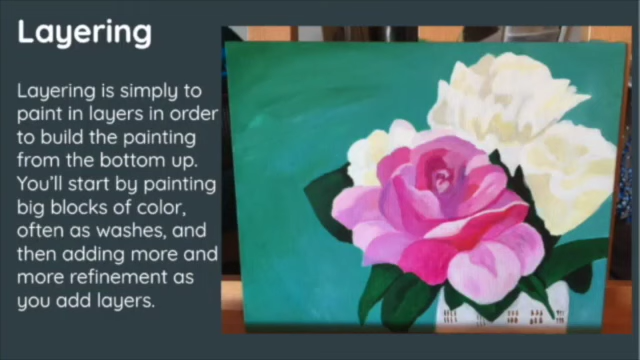 Layering
Layering is simply to
paint in layers in order
to build the painting
from the bottom up.
You'll start by painting
big blocks of color,
often as washes, and
then adding more and
more refinement as
you add layers.